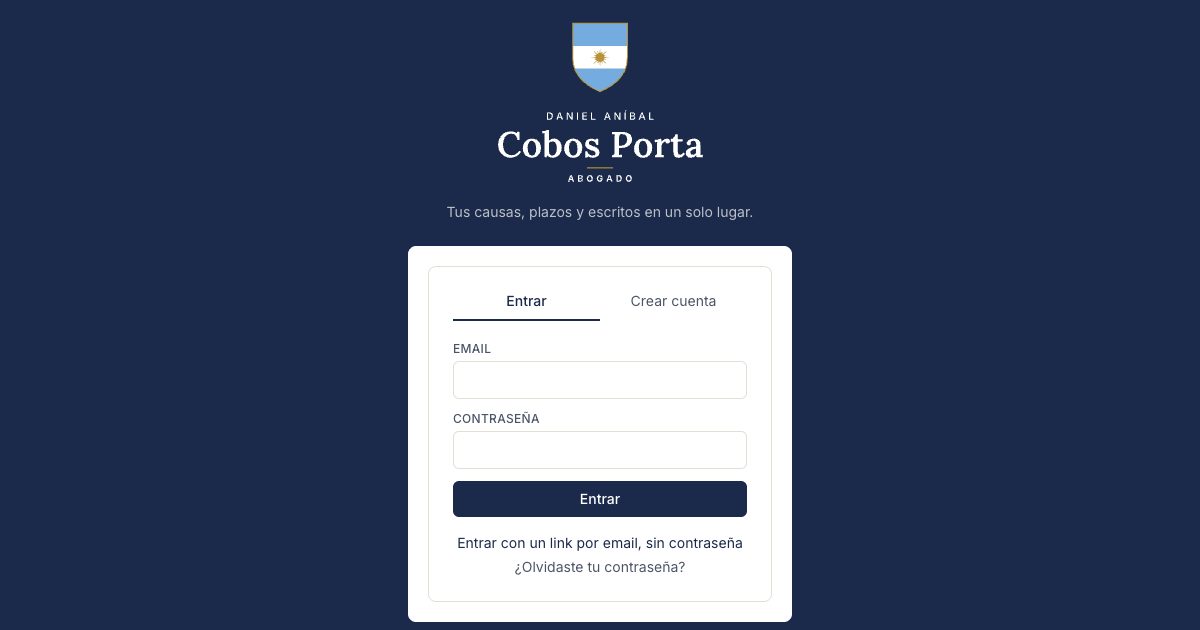 DANIEL ANÍBAL
Cobos Porta
ABOGADO
Tus causas, plazos y escritos en un solo lugar.
Entrar
Crear cuenta
EMAIL
CONTRASEÑA
Entrar
Entrar con un link por email, sin contraseña
¿Olvidaste tu contraseña?